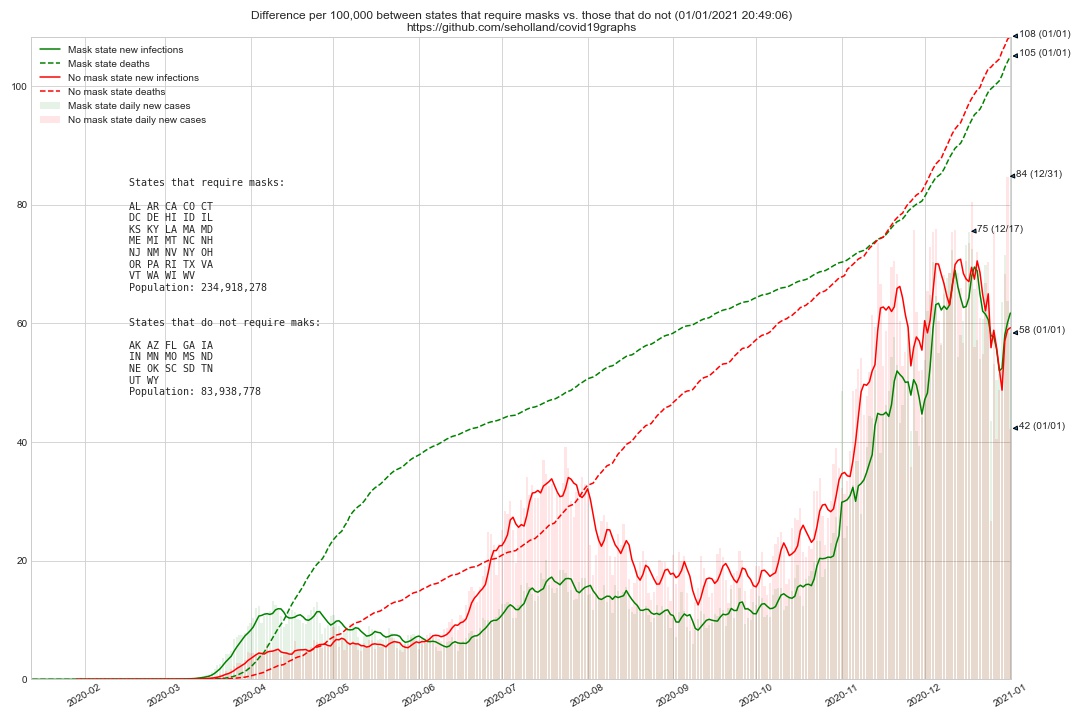 Difference per 100,000 between states that require masks vs. those that do not (01/01/2021 20:49:06)
https://github.com/seholland/covid19graphs
Mask state new infections
Mask state deaths
No mask state new infections
No mask state deaths
Mask state daily new cases
No mask state daily new cases
States that require masks:
AL AR CA CO CT
DC DE HI ID IL
KS KY LA MA MD
ME MI MT NC NH
NJ NM NV NY OH
OR PA RI TX VA
VT WA WI WV
Population: 234,918,278
States that do not require maks:
AK AZ FL GA IA
IN MN MO MS ND
NE OK SC SD TN
UT WY
Population: 83,938,778
108 (01/01)
105 (01/01)
84 (12/31)
75 (12/17)
58 (01/01)
42 (01/01)
100
80
60
40
20
0
2020-02
2020-03
2020-04
2020-05
2020-06
2020-07
2020-08
2020-09
2020-10
2020-11
2020-12
2021-01